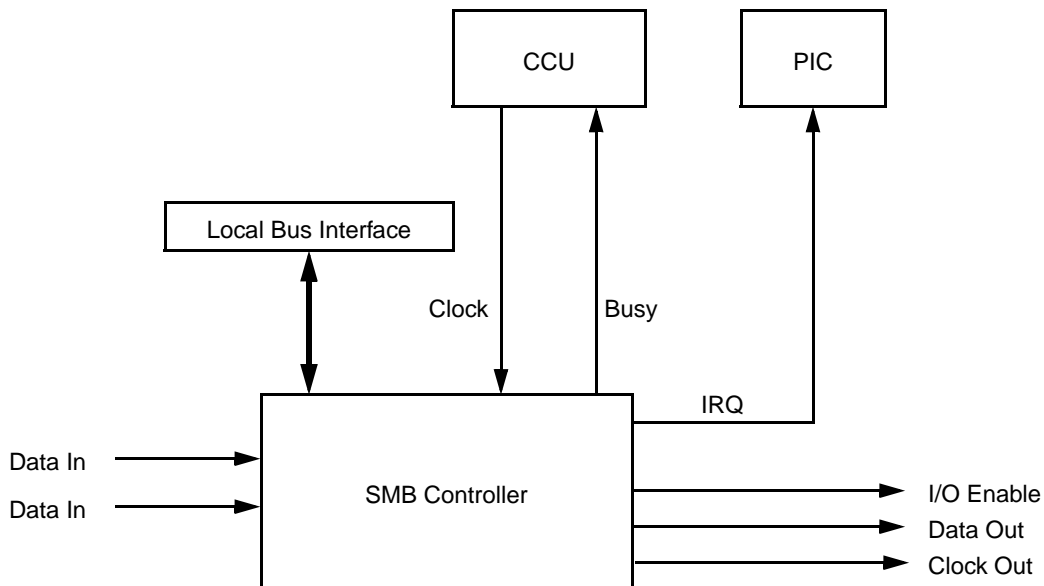 CCU
PIC
Local Bus Interface
Clock
Busy
IRQ
Data In
Data In
SMB Controller
I/O Enable
Data Out
Clock Out